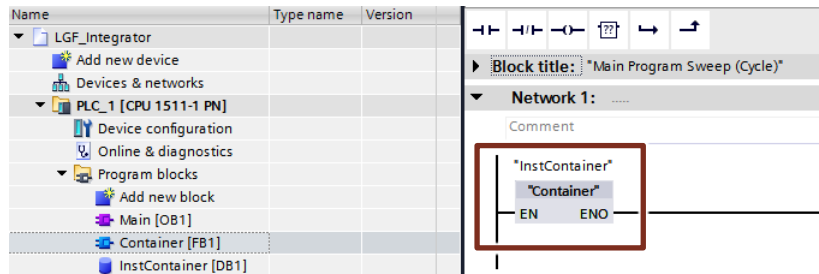 Name Type name Version
LGF_Integrator
Add new device
Devices & networks
PLC_1 [CPU 1511-1 PN]
Device configuration
Online & diagnostics
Program blocks
Add new block
Main [OB1]
Container [FB1]
InstContainer [DB1]
??
Block title: "Main Program Sweep (Cycle)"
Network 1: .....
Comment
"InstContainer"
"Container"
EN ENO